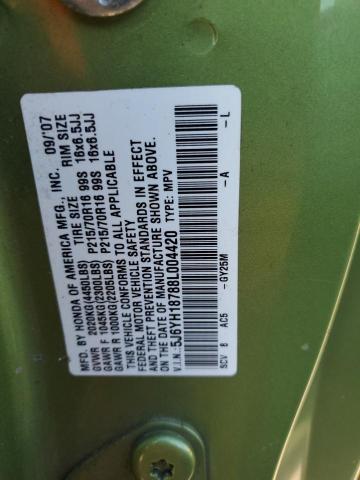 MFD. BY HONDA OF AMERICA MFG., INC. 09/'07
TIRE SIZE RIM SIZE
GVWR 2020KG(4450LBS)
GAWR F 1045KG(2300LBS) P215/70R16 99S 16x6.5JJ
GAWR R 1000KG(2205LBS) P215/70R16 99S 16x6.5JJ
THIS VEHICLE CONFORMS TO ALL APPLICABLE
FEDERAL MOTOR VEHICLE SAFETY
AND THEFT PREVENTION STANDARDS IN EFFECT
ON THE DATE OF MANUFACTURE SHOWN ABOVE.
V.I.N.: 5J6YH18788L004420 TYPE: MPV
SCV 8 AC5 -GY25M -A -L